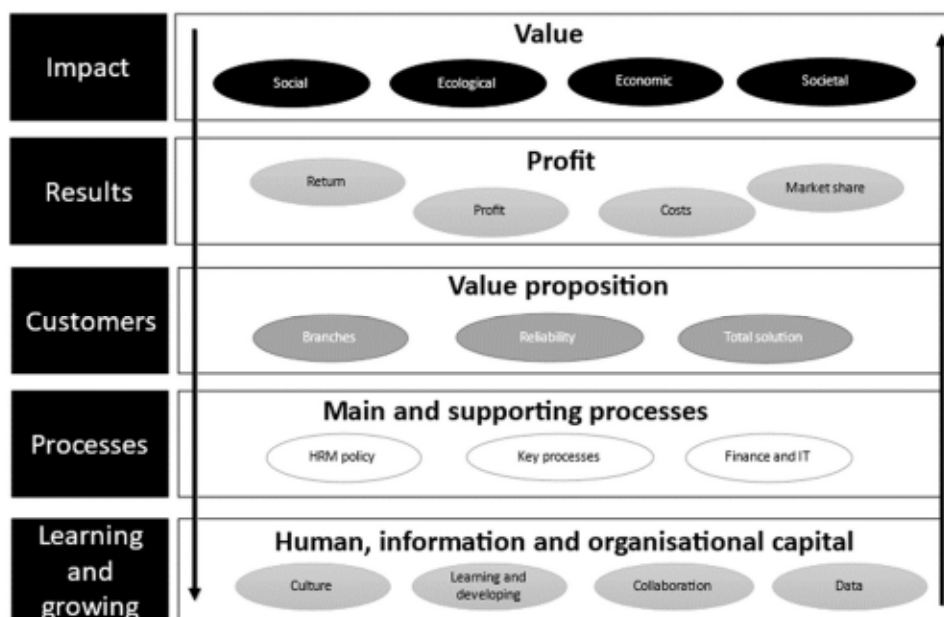 Impact
Value
Social
Ecological
Economic
Societal
Results
Profit
Return
Profit
Costs
Market share
Customers
Value proposition
Branches
Reliability
Total solution
Processes
Main and supporting processes
HRM policy
Key processes
Finance and IT
Learning
and
growing
Human, information and organisational capital
Culture
Learning and
developing
Collaboration
Data